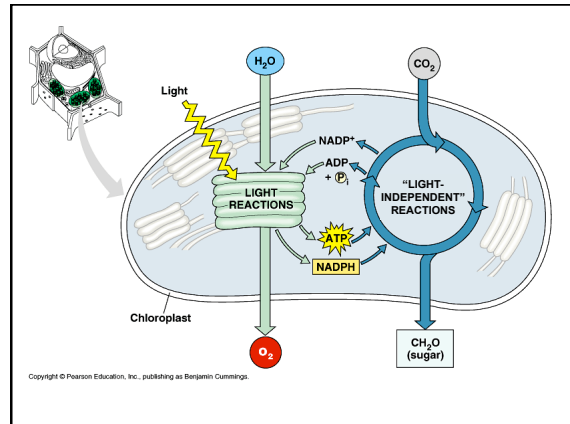 H₂O
CO₂
Light
NADP⁺
ADP
+ Pᵢ
LIGHT
REACTIONS
“LIGHT-
INDEPENDENT”
REACTIONS
ATP
NADPH
Chloroplast
O₂
CH₂O
(sugar)
Copyright © Pearson Education, Inc., publishing as Benjamin Cummings.